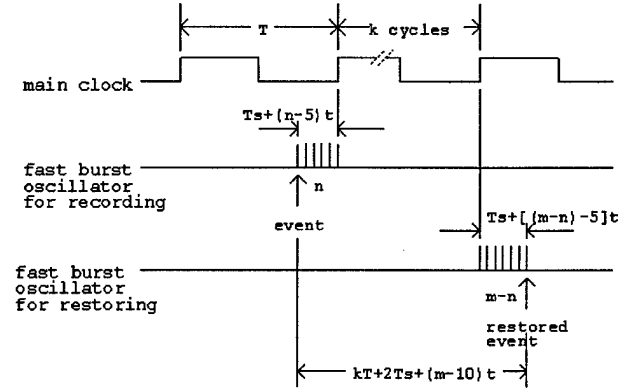 T
k cycles
main clock
Ts+(n-5)t
n
fast burst
oscillator
for recording
event
Ts+[(m-n)-5]t
fast burst
oscillator
for restoring
m-n
restored
event
kT+2Ts+(m-10)t